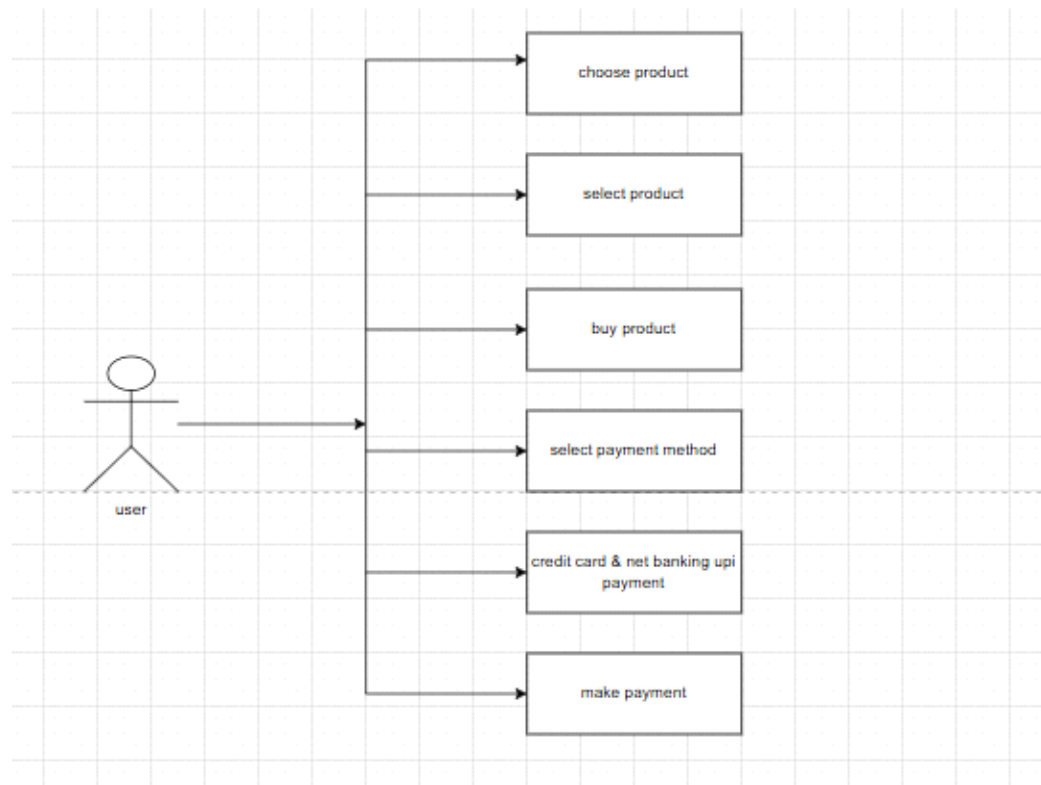 choose product
select product
buy product
select payment method
user
credit card & net banking upi
payment
make payment